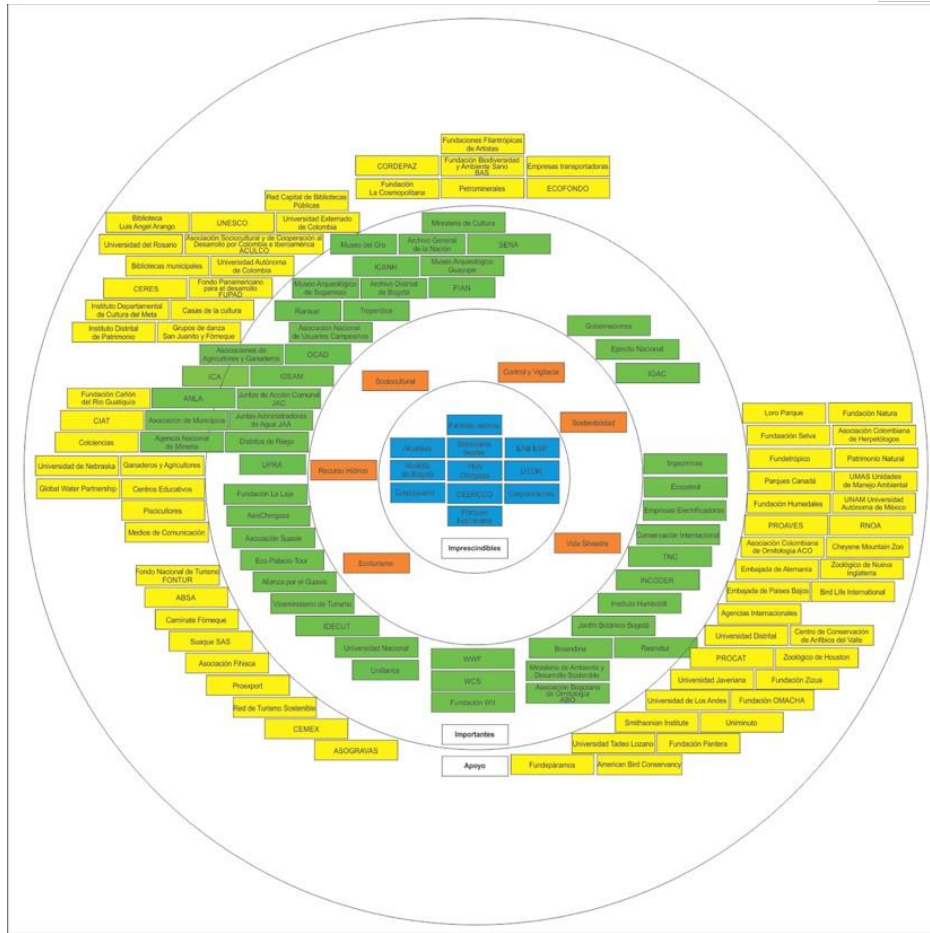 Fundaciones Filantrópicas
de Artistas
CORDEPAZ
Fundación Biodiversidad
y Ambiente Sano
BAS
Empresas transportadoras
Fundación
La Cosmopolitana
Petrominerales
ECOFONDO
Red Capital de Bibliotecas
Públicas
Biblioteca
Luis Angel Arango
UNESCO
Universidad Externado
de Colombia
Ministerio de Cultura
Universidad del Rosario
Asociación Sociocultural y de Cooperación al
Desarrollo por Colombia e Iberoamérica
ACULCO
Museo del Oro
Archivo General
de la Nación
SENA
Bibliotecas municipales
Universidad Autónoma
de Colombia
ICANH
Museo Arqueológico
Guayupe
CERES
Fondo Panamericano
para el desarrollo
FUPAD
Museo Arqueológico
de Sogamoso
Archivo Distrital
de Bogotá
FIAN
Instituto Departamental
de Cultura del Meta
Casas de la cultura
Ramsar
Tropenbos
Instituto Distrital
de Patrimonio
Grupos de danza
San Juanito y Fómeque
Asociación Nacional
de Usuarios Campesinos
Gobernaciones
Asociaciones de
Agricultores y Ganaderos
OCAD
Ejército Nacional
ICA
IDEAM
Sociocultural
Control y Vigilacia
IGAC
Fundación Cañón
del Río Guatiquía
ANLA
Juntas de Acción Comunal
JAC
CIAT
Asociación de Municipios
Juntas Administradoras
de Agua JAA
Sostenibilidad
Colciencias
Agencia Nacional
de Minería
Distritos de Riego
Loro Parque
Fundación Natura
Fundación Selva
Asociación Colombiana
de Herpetólogos
Universidad de Nebraska
Ganaderos y Agricultores
UPRA
Recurso Hídrico
Alcaldía
de Bogotá
PNN
Chingaza
Ingeominas
Fundetrópico
Patrimonio Natural
Global Water Partnership
Centros Educativos
Fundación La Laja
Ecopetrol
Parques Canadá
UMAS Unidades
de Manejo Ambiental
Piscicultores
AsoChingaza
Empresas Electrificadoras
Fundación Humedales
UNAM Universidad
Autónoma de México
Medios de Comunicación
Asociación Suasie
Imprescindibles
Vida Silvestre
Conservación Internacional
PROAVES
RNOA
Eco Palacio Tour
Ecoturismo
TNC
Asociación Colombiana
de Ornitología ACO
Cheyene Mountain Zoo
Fondo Nacional de Turismo
FONTUR
Alianza por el Guavio
INCODER
Embajada de Alemania
Zoológico de Nueva
Inglaterra
ABSA
Viceministerio de Turismo
Instituto Humboldt
Embajada de Países Bajos
Bird Life International
Camínate Fómeque
IDECUT
Jardín Botánico Bogotá
Agencias Internacionales
Suaque SAS
Universidad Nacional
Bioandina
Resnatur
Universidad Distrital
Centro de Conservación
de Anfibios del Valle
Asociación Fihisca
Unillanos
WWF
Ministerio de Ambiente y
Desarrollo Sostenible
PROCAT
Zoológico de Houston
Proexport
WCS
Asociación Bogotana
de Ornitología
ABO
Universidad Javeriana
Fundación Zizua
Red de Turismo Sostenible
Fundación WII
Universidad de Los Andes
Fundación OMACHA
CEMEX
Importantes
Smithsonian Institute
Uniminuto
ASOGRAVAS
Universidad Tadeo Lozano
Fundación Pantera
Apoyo
Fundepáramos
American Bird Conservancy